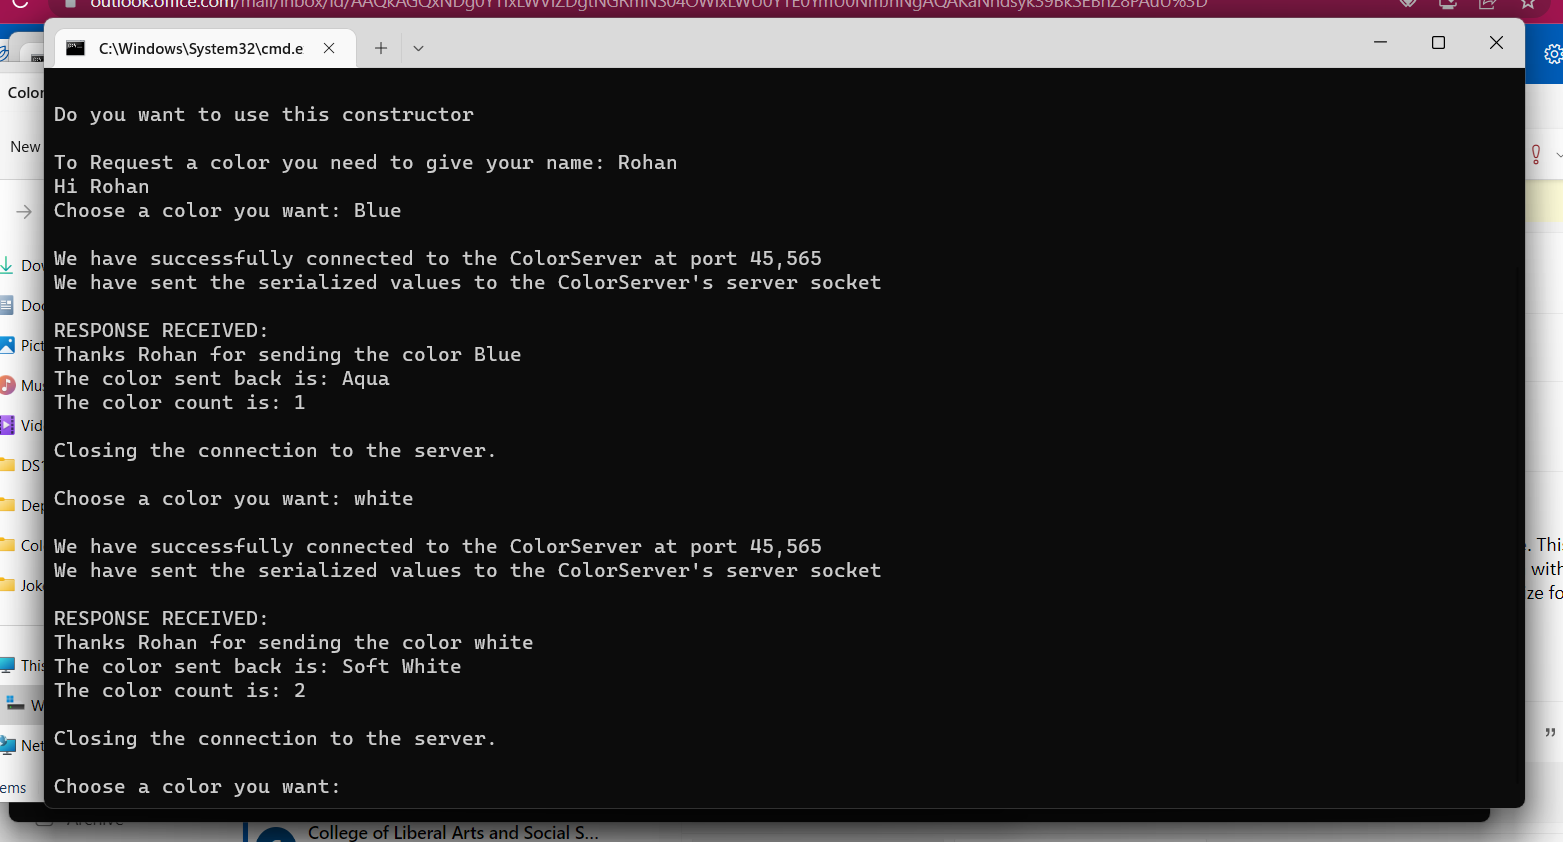 outlook.office.com/mail/inbox/id/
C:\Windows\System32\cmd.e
Color
New
Do you want to use this constructor
To Request a color you need to give your name: Rohan
Hi Rohan
Choose a color you want: Blue
We have successfully connected to the ColorServer at port 45,565
We have sent the serialized values to the ColorServer's server socket
RESPONSE RECEIVED:
Thanks Rohan for sending the color Blue
The color sent back is: Aqua
The color count is: 1
Closing the connection to the server.
Choose a color you want: white
We have successfully connected to the ColorServer at port 45,565
We have sent the serialized values to the ColorServer's server socket
RESPONSE RECEIVED:
Thanks Rohan for sending the color white
The color sent back is: Soft White
The color count is: 2
Closing the connection to the server.
Choose a color you want:
Dow
Doc
Pict
Mus
Vid
DS
Dep
Col
Joke
This
W
Net
ems
. This
with
ze fo
”
Archive
College of Liberal Arts and Social S...